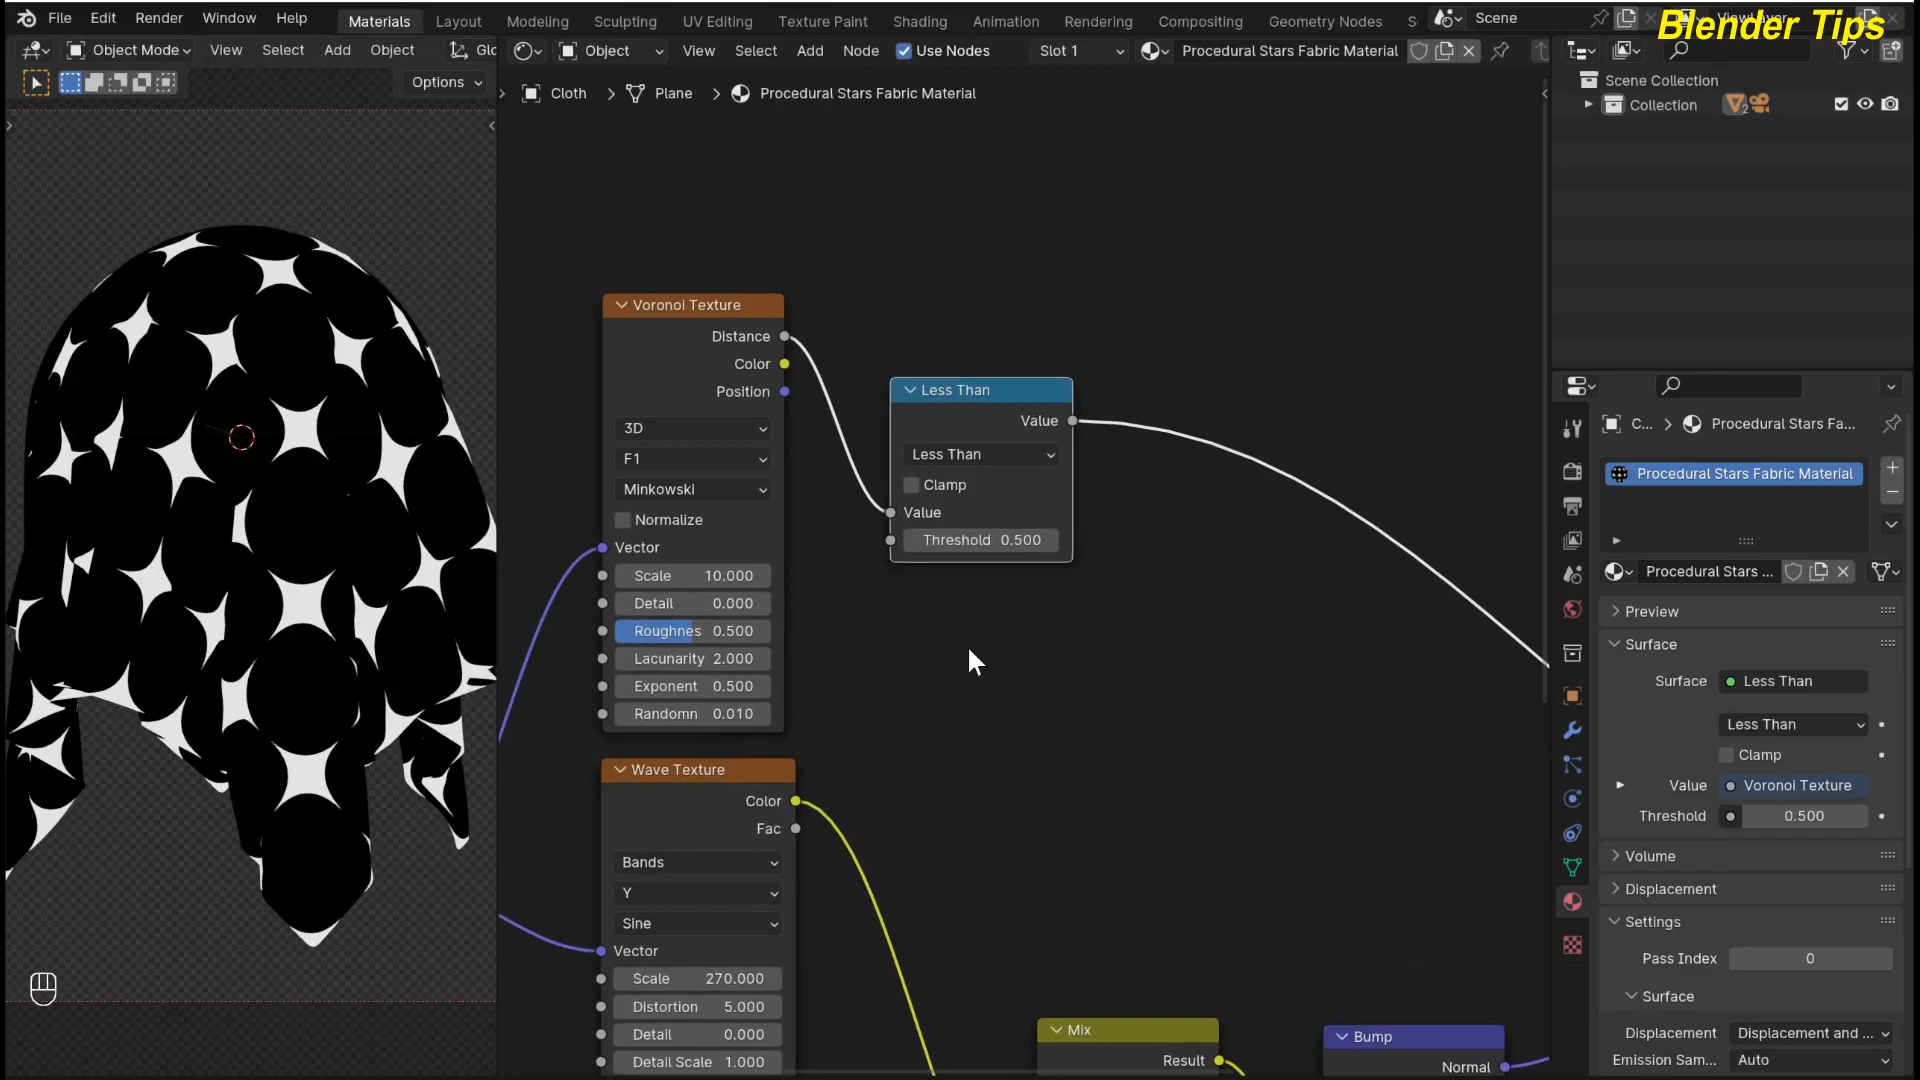 File Edit Render Window Help Materials Layout Modeling Sculpting UV Editing Texture Paint Shading Animation Rendering Compositing Geometry Nodes S Scene
Blender Tips
Object Mode View Select Add Object Glo Object View Select Add Node Use Nodes Slot 1 Procedural Stars Fabric Material
Options
Cloth > Plane > Procedural Stars Fabric Material
Scene Collection
Collection
2
Voronoi Texture
Distance
Color
Position
3D
F1
Minkowski
Normalize
Vector
Scale 10.000
Detail 0.000
Roughnes 0.500
Lacunarity 2.000
Exponent 0.500
Randomn 0.010
Less Than
Value
Less Than
Clamp
Value
Threshold 0.500
Wave Texture
Color
Fac
Bands
Y
Sine
Vector
Scale 270.000
Distortion 5.000
Detail 0.000
Detail Scale 1.000
Mix
Result
Bump
Normal
C... > Procedural Stars Fa...
Procedural Stars Fabric Material
Procedural Stars ...
Preview
Surface
Surface Less Than
Less Than
Clamp
Value Voronoi Texture
Threshold 0.500
Volume
Displacement
Settings
Pass Index 0
Surface
Displacement Displacement and ...
Emission Sam... Auto